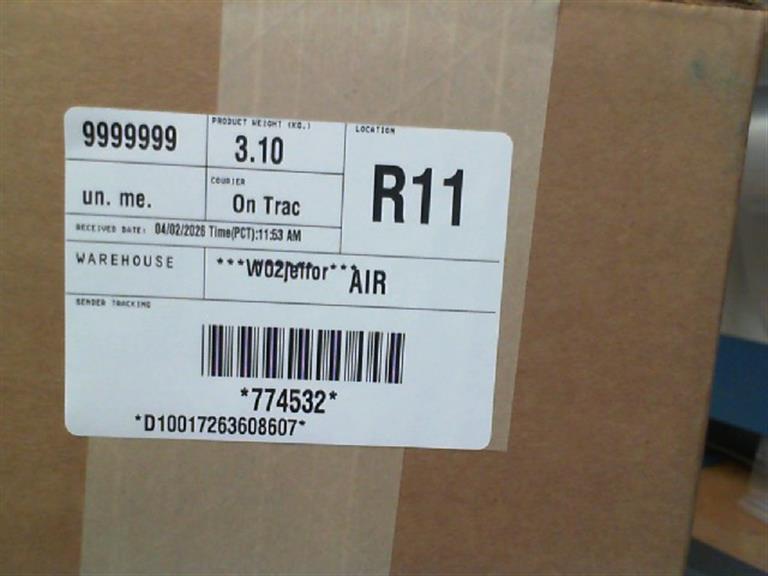 9999999
PRODUCT WEIGHT (KG.)
3.10
LOCATION
R11
un. me.
COURIER
On Trac
RECEIVED DATE: 04/02/2026 Time(PCT):11:53 AM
WAREHOUSE
AIR
SENDER TRACKING
*774532*
*D10017263608607*